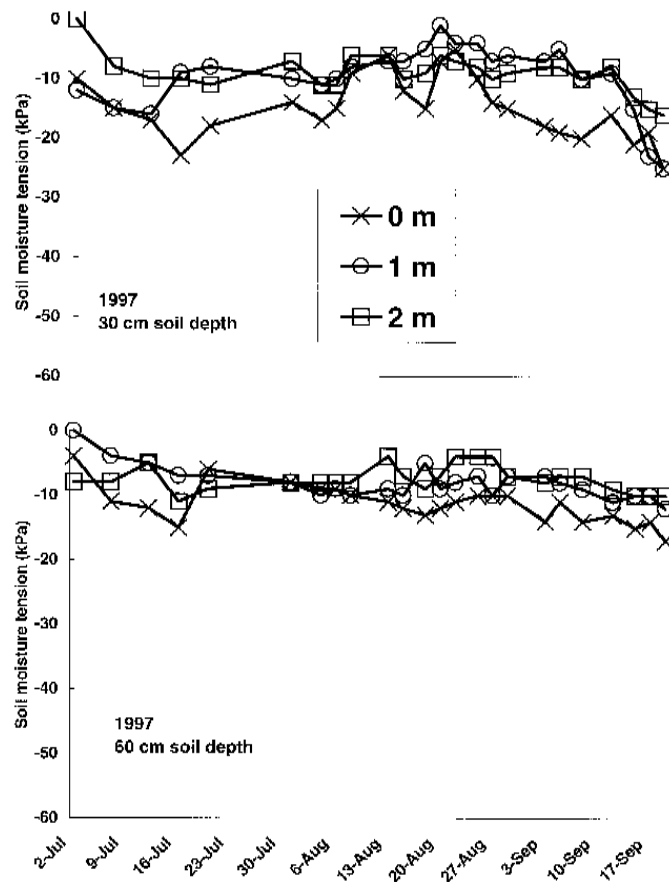 0
-10
-20
-30
-40
-50
-60
Soil moisture tension (kPa)
0 m
1 m
2 m
1997
30 cm soil depth
0
-10
-20
-30
-40
-50
-60
Soil moisture tension (kPa)
1997
60 cm soil depth
2-Jul
9-Jul
16-Jul
23-Jul
30-Jul
6-Aug
13-Aug
20-Aug
27-Aug
3-Sep
10-Sep
17-Sep